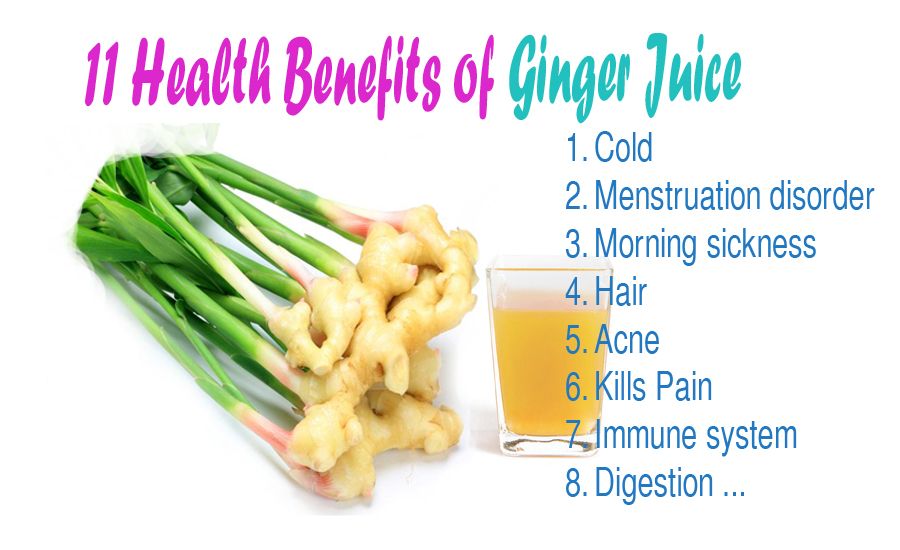 11 Health Benefits of Ginger Juice
1. Cold
2. Menstruation disorder
3. Morning sickness
4. Hair
5. Acne
6. Kills Pain
7. Immune system
8. Digestion ...